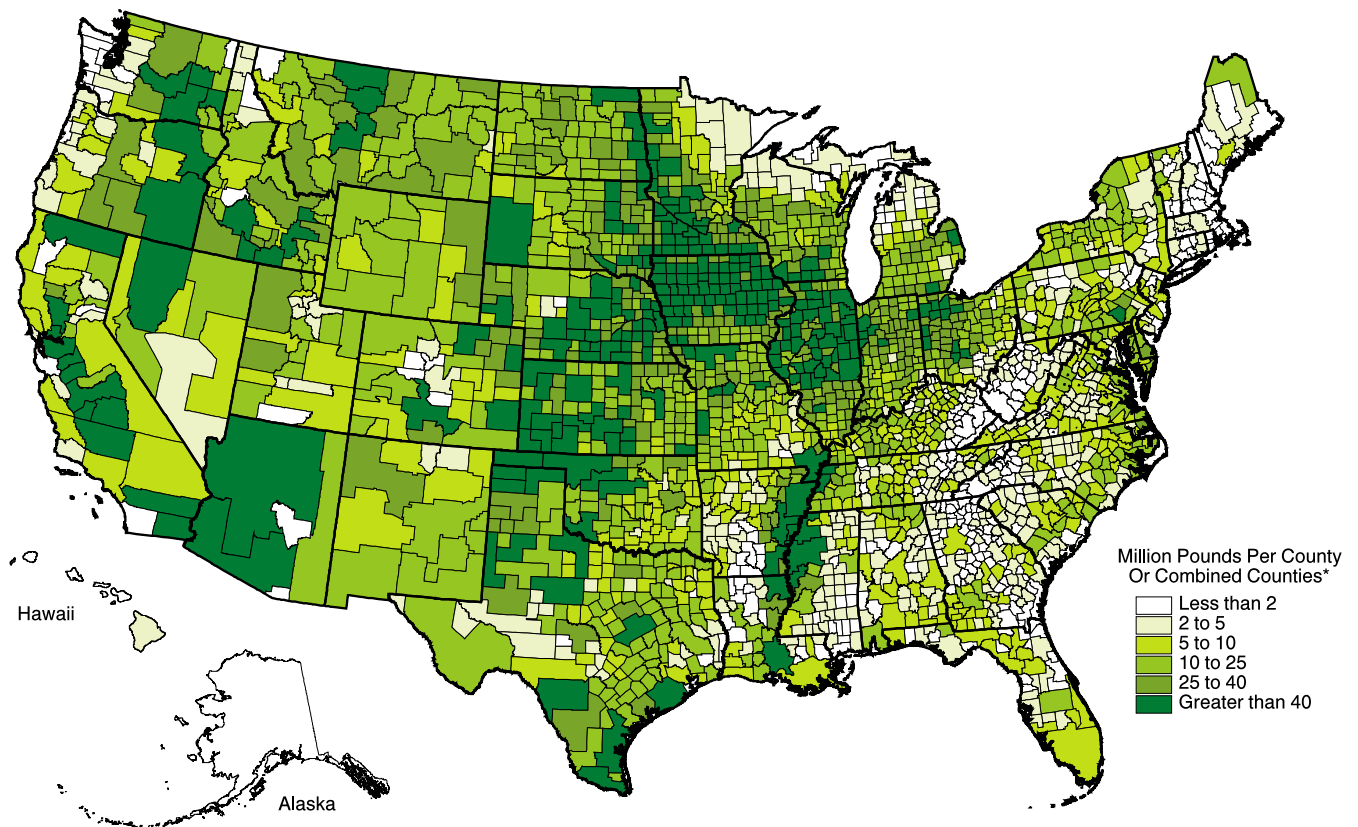 Hawaii
Alaska
Million Pounds Per County
Or Combined Counties*
Less than 2
2 to 5
5 to 10
10 to 25
25 to 40
Greater than 40